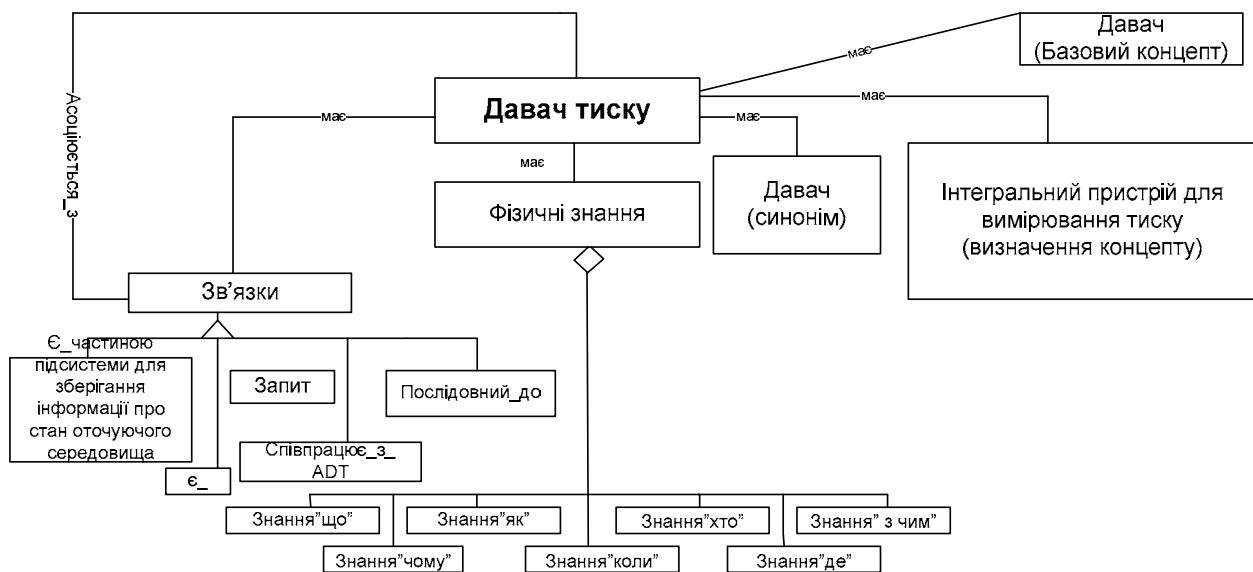 Давач
(Базовий концепт)
має
Асоціюється_з
Давач тиску
має
має
має
має
Фізичні знання
Давач
(синонім)
Інтегральний пристрій для
вимірювання тиску
(визначення концепту)
Зв’язки
Є_частиною
підсистеми для
зберігання
інформації про
стан оточуючого
середовища
Запит
Послідовний_до
Співпрацює_з_
ADT
є_
Знання”що”
Знання”як”
Знання”хто”
Знання” з чим”
Знання”чому”
Знання”коли”
Знання”де”